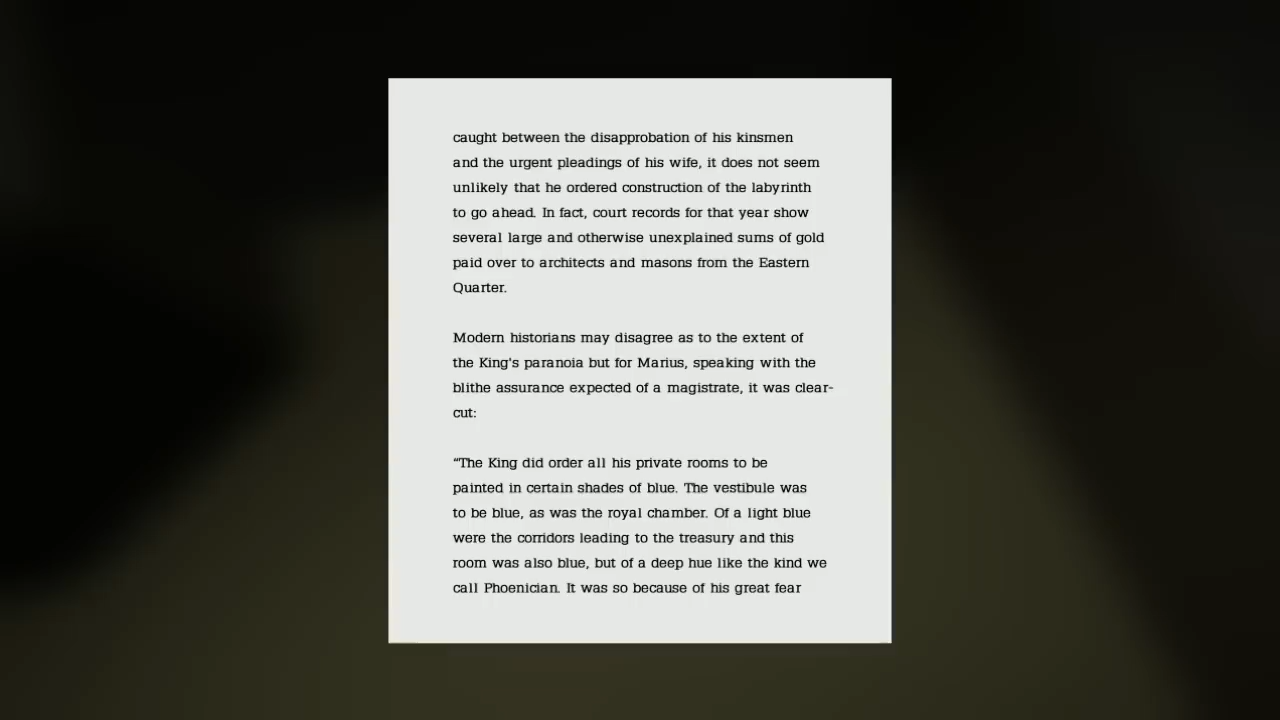 caught between the disapprobation of his kinsmen
and the urgent pleadings of his wife, it does not seem
unlikely that he ordered construction of the labyrinth
to go ahead. In fact, court records for that year show
several large and otherwise unexplained sums of gold
paid over to architects and masons from the Eastern
Quarter.
Modern historians may disagree as to the extent of
the King's paranoia but for Marius, speaking with the
blithe assurance expected of a magistrate, it was clear-
cut:
“The King did order all his private rooms to be
painted in certain shades of blue. The vestibule was
to be blue, as was the royal chamber. Of a light blue
were the corridors leading to the treasury and this
room was also blue, but of a deep hue like the kind we
call Phoenician. It was so because of his great fear